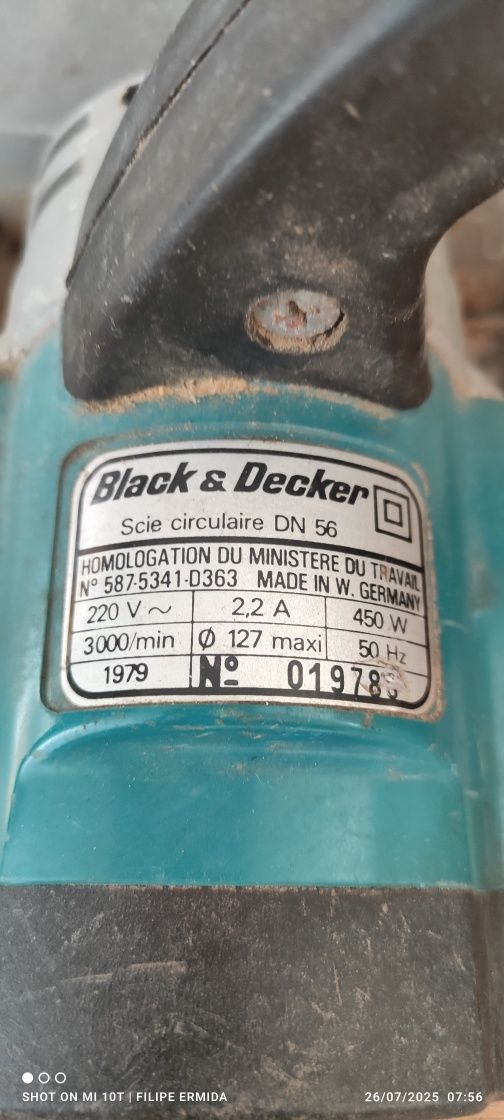 Black & Decker
Scie circulaire DN 56
HOMOLOGATION DU MINISTERE DU TRAVAIL
N° 587-5341-D363 MADE IN W. GERMANY
220 V ~ 2,2 A 450 W
3000/min Ø 127 maxi 50 Hz
1979 No
SHOT ON MI 10T | FILIPE ERMIDA 26/07/2025 07:56